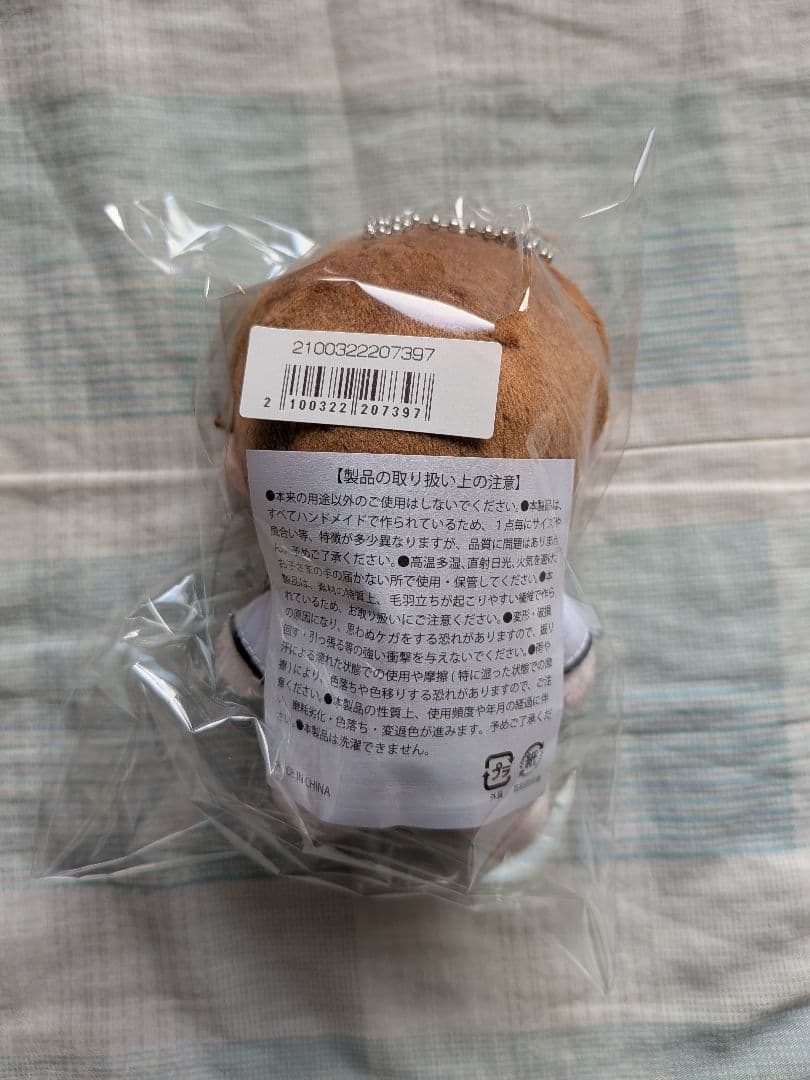 2100322207397
2 100322 207397
【製品の取り扱い上の注意】
●本来の用途以外のご使用はしないでください。●本製品は、
すべてハンドメイドで作られているため、1点毎にサイズや
風合い等、特徴が多少異なりますが、品質に問題はありませ
ん。予めご了承ください。●高温多湿、直射日光、火気を避け、
お子さまの手の届かない所で使用・保管してください。●本
製品は、素材の特質上、毛羽立ちが起こりやすい繊維で作ら
れているため、お取り扱いにご注意ください。●変形・破損
の原因になり、思わぬケガをする恐れがありますので、振り
回す・引っ張る等の強い衝撃を与えないでください。●雨や
汗による濡れた状態での使用や摩擦(特に湿った状態での摩
擦)により、色落ちや色移りする恐れがありますので、ご注
意ください。●本製品の性質上、使用頻度や年月の経過に伴
い、磨耗劣化・色落ち・変退色が進みます。予めご了承くだ
さい。●本製品は洗濯できません。
MADE IN CHINA
プラ
外装
紙